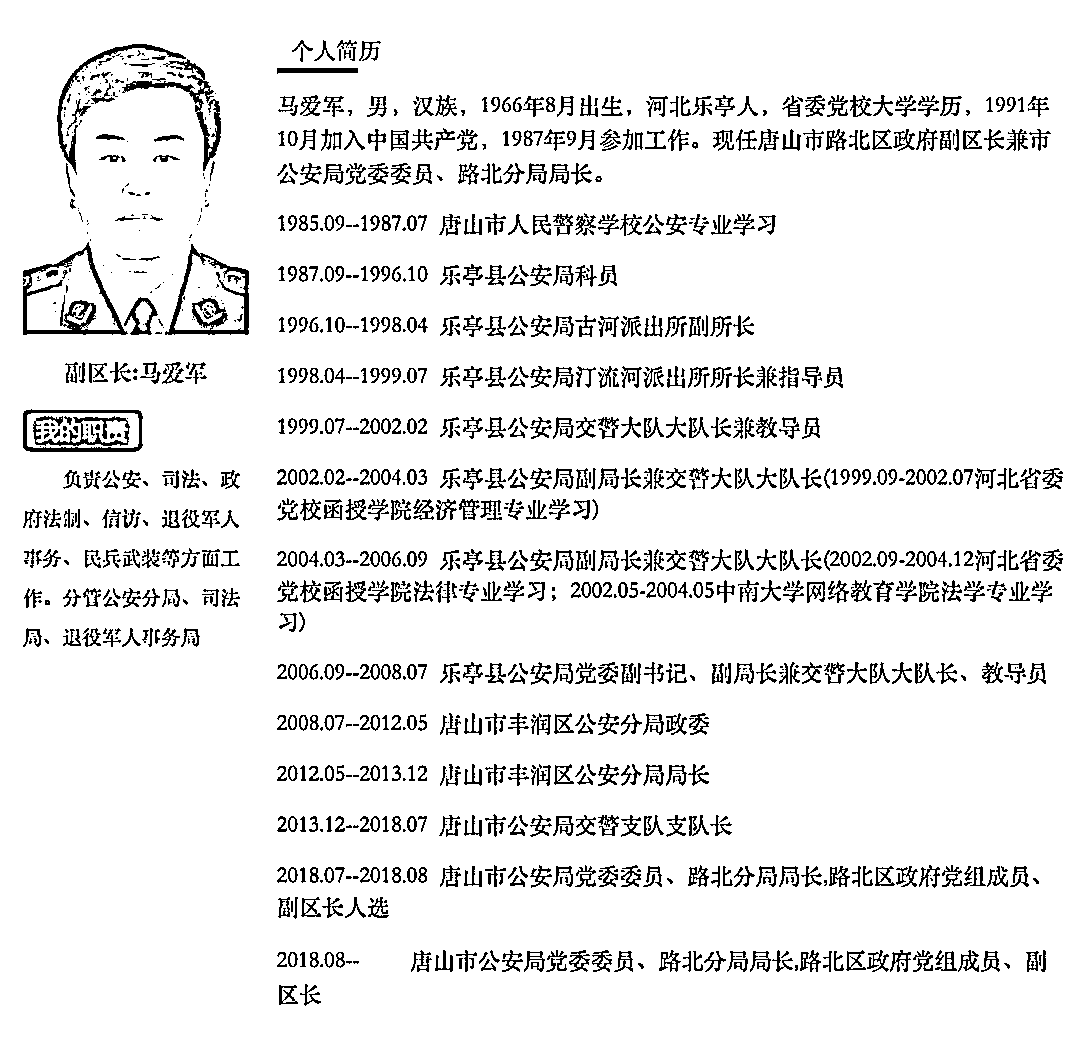 个人简历
马爱军，男，汉族，1966年8月出生，河北乐亭人，省委党校大学学历，1991年
10月加入中国共产党，1987年9月参加工作。现任唐山市路北区政府副区长兼市
公安局党委委员、路北分局局长。
1985.09--1987.07 唐山市人民警察学校公安专业学习
1987.09--1996.10 乐亭县公安局科员
1996.10--1998.04 乐亭县公安局古河派出所副所长
1998.04--1999.07 乐亭县公安局汀流河派出所所长兼指导员
1999.07--2002.02 乐亭县公安局交警大队大队长兼教导员
2002.02--2004.03 乐亭县公安局副局长兼交警大队大队长(1999.09-2002.07河北省委
党校函授学院经济管理专业学习)
2004.03--2006.09 乐亭县公安局副局长兼交警大队大队长(2002.09-2004.12河北省委
党校函授学院法律专业学习；2002.05-2004.05中南大学网络教育学院法学专业学
习)
2006.09--2008.07 乐亭县公安局党委副书记、副局长兼交警大队大队长、教导员
2008.07--2012.05 唐山市丰润区公安分局政委
2012.05--2013.12 唐山市丰润区公安分局局长
2013.12--2018.07 唐山市公安局交警支队支队长
2018.07--2018.08 唐山市公安局党委委员、路北分局局长,路北区政府党组成员、
副区长人选
2018.08-- 唐山市公安局党委委员、路北分局局长,路北区政府党组成员、副
区长
副区长:马爱军
我的职责
负责公安、司法、政
府法制、信访、退役军人
事务、民兵武装等方面工
作。分管公安分局、司法
局、退役军人事务局